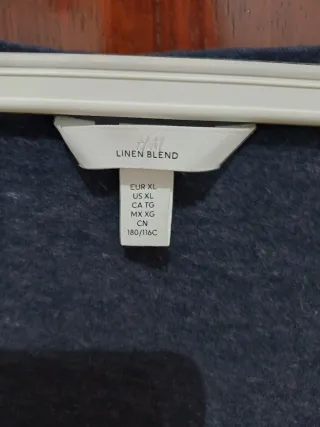 H&M
LINEN BLEND
EUR XL
US XL
CA TG
MX XG
CN
180/116C